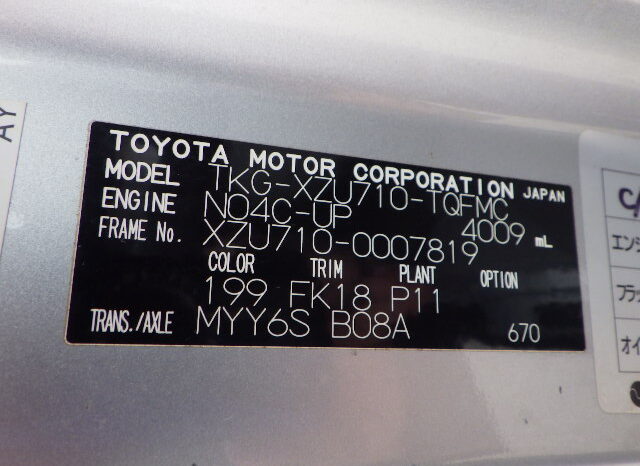 AY
TOYOTA MOTOR CORPORATION JAPAN
MODEL TKG-XZU710-TQFMC
ENGINE N04C-UP 4009 mL
FRAME No. XZU710-0007819
COLOR TRIM PLANT OPTION
199 FK18 P11
TRANS./AXLE MYY6S B08A 670